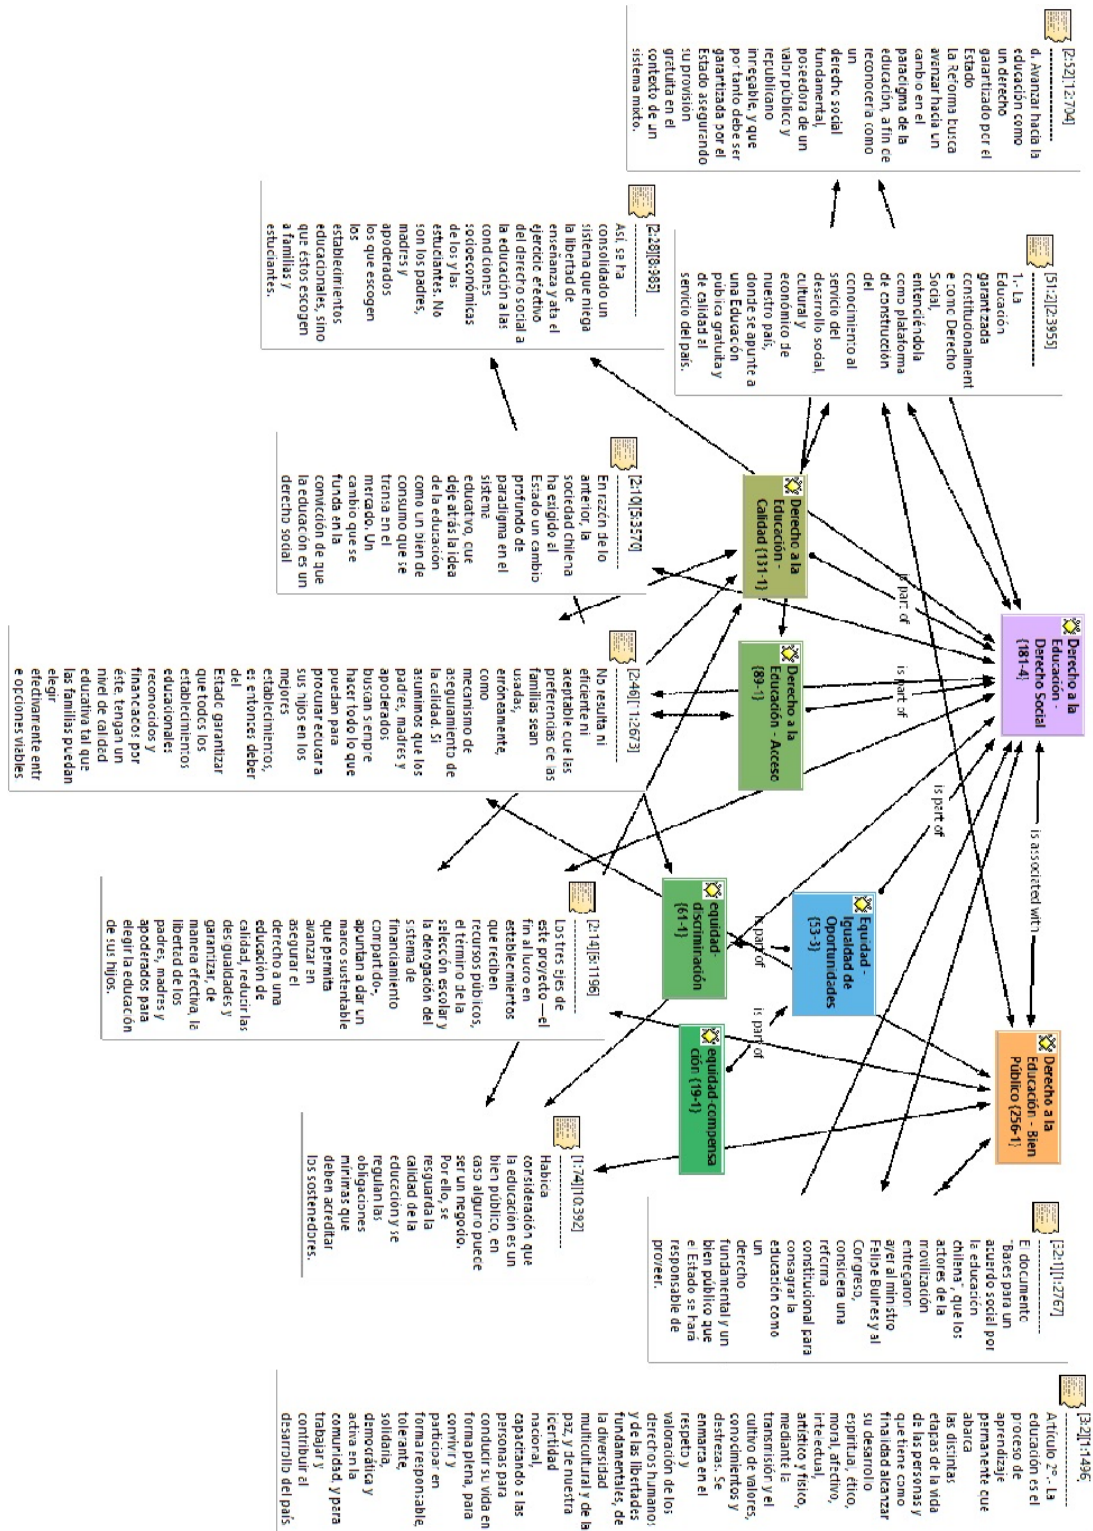 [2:52][12:704]
d. Avanzar hacia la
educación como
un derecho
garantizado por el
Estado
La Reforma busca
avanzar hacia un
cambio en el
paradigma de la
educación, a fin de
reconocerla como
un
derecho social
fundamental,
poseedora de un
valor público y
republicano
innegable, y que
por tanto debe ser
garantizada por el
Estado asegurando
su provisión
gratuita en el
contexto de un
sistema mixto.
[51:2][2:3955]
1.- La
Educación
garantizada
constitucionalment
e como Derecho
Social,
entendiéndola
como plataforma
de construcción
del
conocimiento al
servicio del
desarrollo social,
cultural y
económico de
nuestro país,
donde se apunte a
una Educación
pública gratuita y
de calidad al
servicio del país.
[2:28][8:985]
Así, se ha
consolidado un
sistema que niega
la libertad de
enseñanza y ata el
ejercicio efectivo
del derecho social a
la educación a las
condiciones
socioeconómicas
de los y las
estudiantes. No
son los padres,
madres y
apoderados
los que escogen
los
establecimientos
educacionales, sino
que éstos escogen
a familias y
estudiantes.
[2:10][5:3570]
En razón de lo
anterior, la
sociedad chilena
ha exigido al
Estado un cambio
profundo de
paradigma en el
sistema
educativo, que
deje atrás la idea
de la educación
como un bien de
consumo que se
transa en el
mercado. Un
cambio que se
funda en la
convicción de que
la educación es un
derecho social
Derecho a la
Educación -
Calidad {131-1}
Derecho a la
Educación -
Derecho Social
{181-4}
is part of
is part of
is part of
is associated with
Derecho a la
Educación - Acceso
{89-1}
[2:46][11:2673]
No resulta ni
eficiente ni
aceptable que las
preferencias de las
familias sean
usadas,
erróneamente,
como
mecanismo de
aseguramiento de
la calidad. Si
asumimos que los
padres, madres y
apoderados
buscan siempre
hacer todo lo que
puedan para
procurar educar a
sus hijos en los
mejores
establecimientos,
es entonces deber
del
Estado garantizar
que todos los
establecimientos
educacionales
reconocidos y
financiados por
éste, tengan un
nivel de calidad
educativa tal que
las familias puedan
elegir
efectivamente entr
e opciones viables
equidad-
discriminación
{61-1}
Equidad -
Igualdad de
Oportunidades
{53-3}
is part of
is part of
equidad-compensa
ción {19-1}
Derecho a la
Educación - Bien
Público {256-1}
[2:14][6:1196]
Los tres ejes de
este proyecto —el
fin al lucro en
establecimientos
que reciben
recursos públicos,
el término de la
selección escolar y
la derogación del
sistema de
financiamiento
compartido-,
apuntan a dar un
marco sustentable
que permita
avanzar en
asegurar el
derecho a una
educación de
calidad, reducir las
desigualdades y
garantizar, de
manera efectiva, la
libertad de los
padres, madres y
apoderados para
elegir la educación
de sus hijos.
[1:74][10:392]
Habida
consideración que
la educación es un
bien público, en
caso alguno puede
ser un negocio.
Por ello, se
resguarda la
calidad de la
educación y se
regulan las
obligaciones
mínimas que
deben acreditar
los sostenedores.
[32:1][1:2767]
El documento
"Bases para un
acuerdo social por
la educación
chilena", que los
actores de la
movilización
entregaron
ayer al ministro
Felipe Bulnes y al
Congreso,
considera una
reforma
constitucional para
consagrar la
educación como
un
derecho
fundamental y un
bien público que
el Estado se hará
responsable de
proveer.
[3:2][1:1496]
Artículo 2º.- La
educación es el
proceso de
aprendizaje
permanente que
abarca
las distintas
etapas de la vida
de las personas y
que tiene como
finalidad alcanzar
su desarrollo
espiritual, ético,
moral, afectivo,
intelectual,
artístico y físico,
mediante la
transmisión y el
cultivo de valores,
conocimientos y
destrezas. Se
enmarca en el
respeto y
valoración de los
derechos humanos
y de las libertades
fundamentales, de
la diversidad
multicultural y de la
paz, y de nuestra
identidad
nacional,
capacitando a las
personas para
conducir su vida en
forma plena, para
convivir y
participar en
forma responsable,
tolerante,
solidaria,
democrática y
activa en la
comunidad, y para
trabajar y
contribuir al
desarrollo del país.